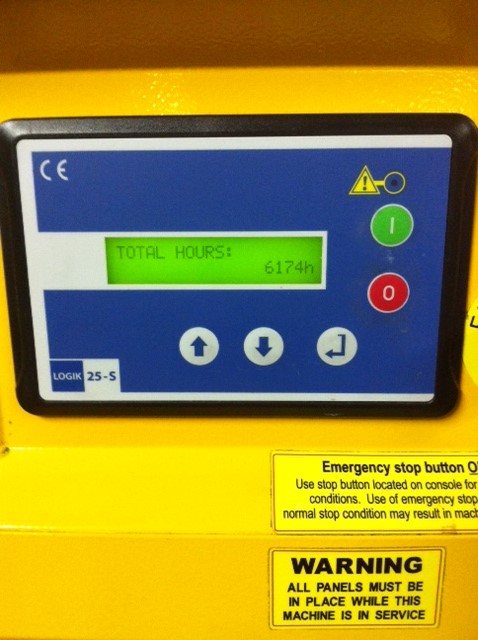 CE
TOTAL HOURS:
6174h
I
O
LOGIK 25-S
Emergency stop button
Use stop button located on console for
conditions. Use of emergency stop
normal stop condition may result in
WARNING
ALL PANELS MUST BE
IN PLACE WHILE THIS
MACHINE IS IN SERVICE